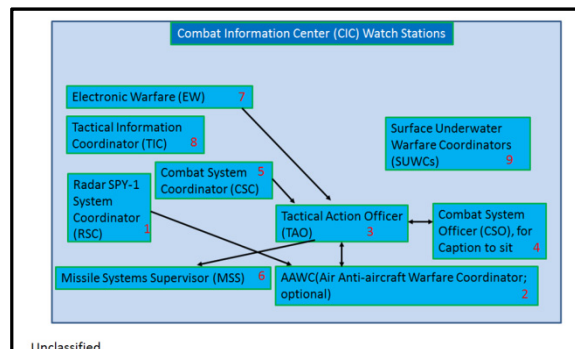 Combat Information Center (CIC) Watch Stations
Electronic Warfare (EW) 7
Tactical Information
Coordinator (TIC) 8
Surface Underwater
Warfare Coordinators
(SUWCs) 9
Combat System 5
Coordinator (CSC)
Radar SPY-1
System
Coordinator
(RSC) 1
Tactical Action Officer
(TAO) 3
Combat System
Officer (CSO), for
Caption to sit 4
Missile Systems Supervisor (MSS) 6
AAWC(Air Anti-aircraft Warfare Coordinator;
optional) 2
Unclassified